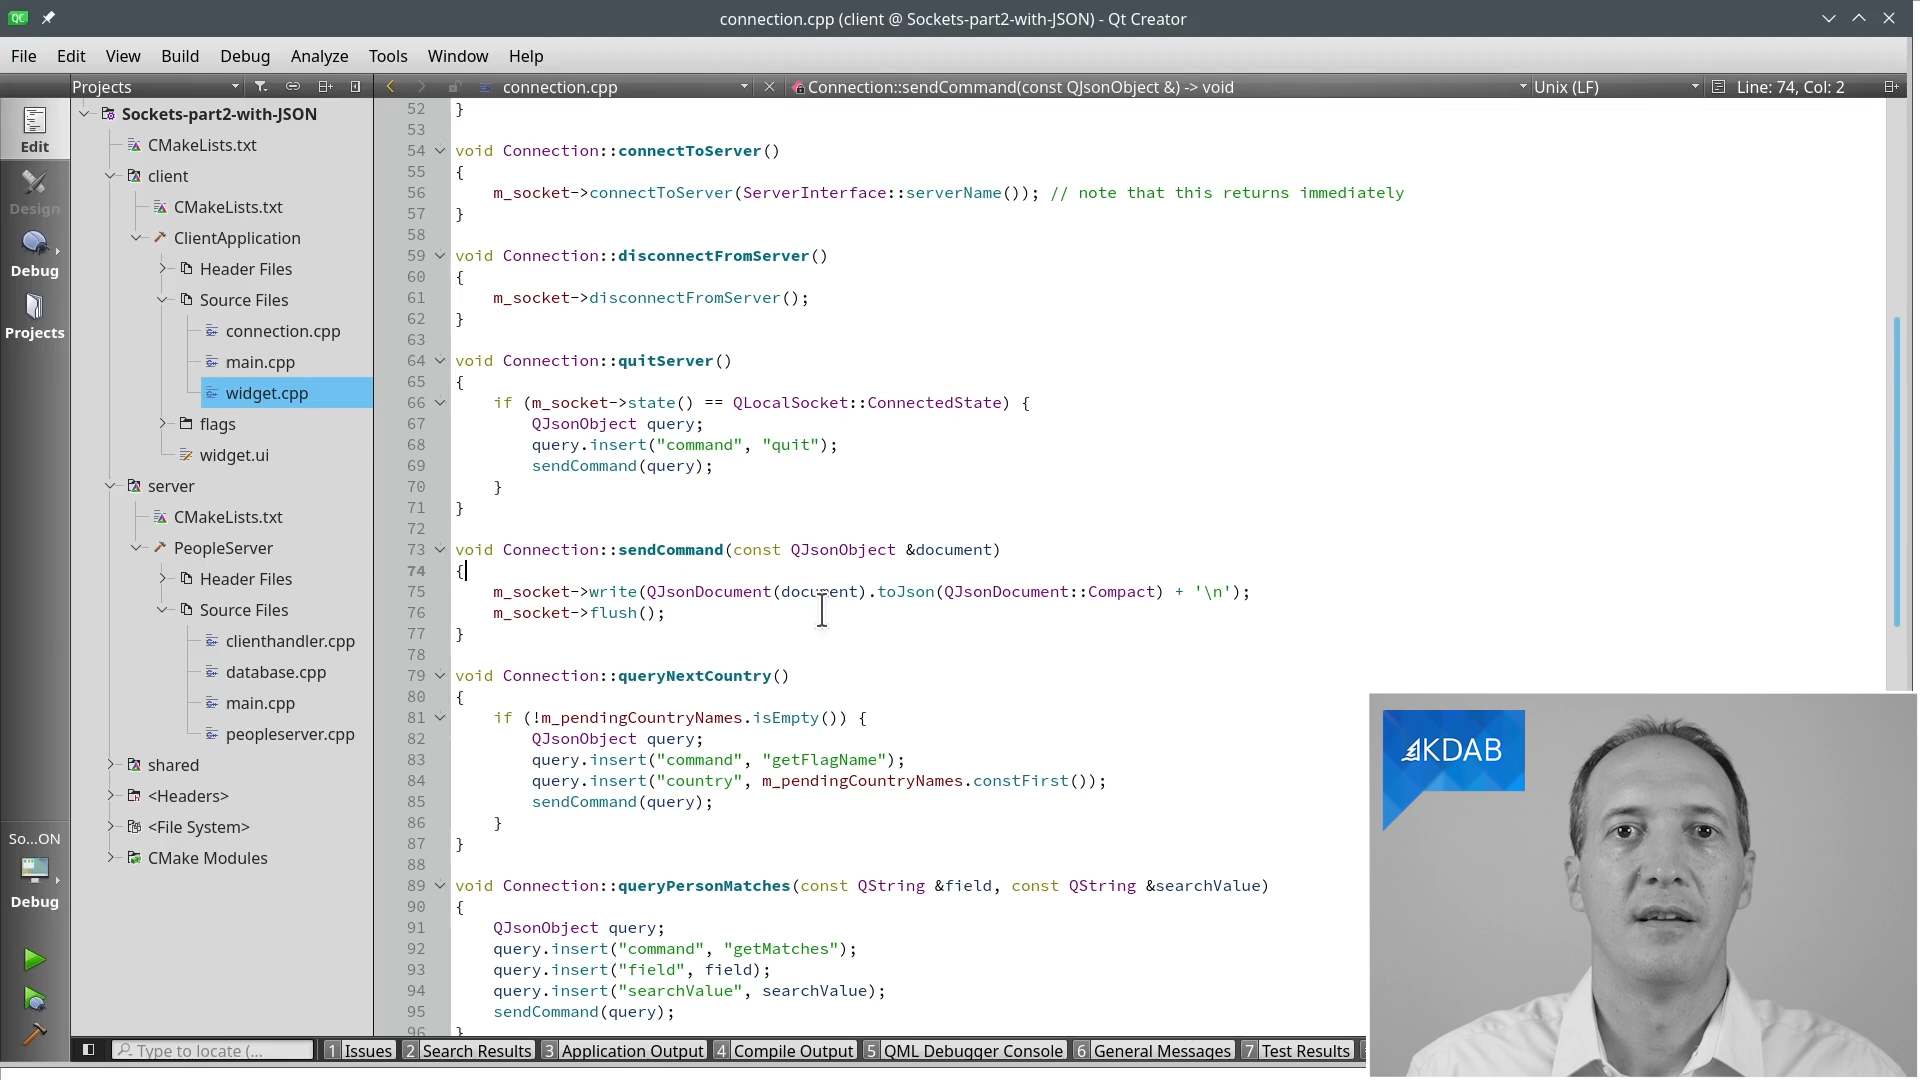 QC
connection.cpp (client @ Sockets-part2-with-JSON) - Qt Creator
File Edit View Build Debug Analyze Tools Window Help
Projects
connection.cpp
Connection::sendCommand(const QJsonObject &) -> void
Unix (LF)
Line: 74, Col: 2
Edit
Design
Debug
Projects
So...ON
Debug
Sockets-part2-with-JSON
CMakeLists.txt
client
CMakeLists.txt
ClientApplication
Header Files
Source Files
connection.cpp
main.cpp
widget.cpp
flags
widget.ui
server
CMakeLists.txt
PeopleServer
Header Files
Source Files
clienthandler.cpp
database.cpp
main.cpp
peopleserver.cpp
shared
<Headers>
<File System>
CMake Modules
52 }
53
54 void Connection::connectToServer()
55 {
56 m_socket->connectToServer(ServerInterface::serverName()); // note that this returns immediately
57 }
58
59 void Connection::disconnectFromServer()
60 {
61 m_socket->disconnectFromServer();
62 }
63
64 void Connection::quitServer()
65 {
66 if (m_socket->state() == QLocalSocket::ConnectedState) {
67 QJsonObject query;
68 query.insert("command", "quit");
69 sendCommand(query);
70 }
71 }
72
73 void Connection::sendCommand(const QJsonObject &document)
74 {
75 m_socket->write(QJsonDocument(document).toJson(QJsonDocument::Compact) + '\n');
76 m_socket->flush();
77 }
78
79 void Connection::queryNextCountry()
80 {
81 if (!m_pendingCountryNames.isEmpty()) {
82 QJsonObject query;
83 query.insert("command", "getFlagName");
84 query.insert("country", m_pendingCountryNames.constFirst());
85 sendCommand(query);
86 }
87 }
88
89 void Connection::queryPersonMatches(const QString &field, const QString &searchValue)
90 {
91 QJsonObject query;
92 query.insert("command", "getMatches");
93 query.insert("field", field);
94 query.insert("searchValue", searchValue);
95 sendCommand(query);
96 }
KDAB
Type to locate (...
1 Issues 2 Search Results 3 Application Output 4 Compile Output 5 QML Debugger Console 6 General Messages 7 Test Results